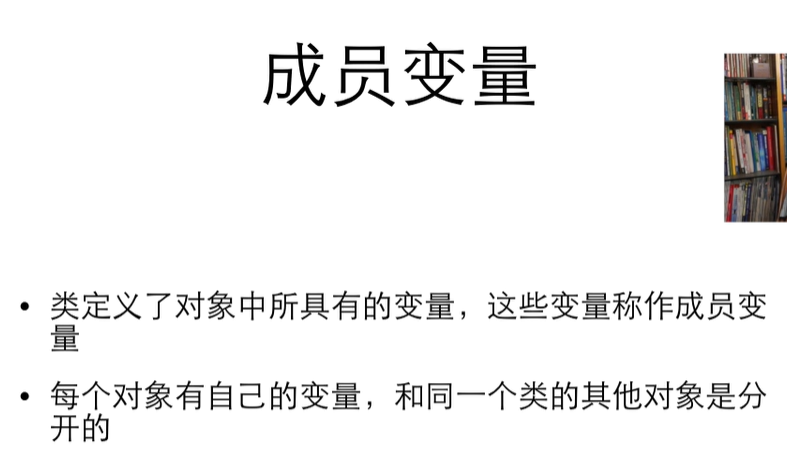 成员变量
• 类定义了对象中所具有的变量，这些变量称作成员变
量
• 每个对象有自己的变量，和同一个类的其他对象是分
开的